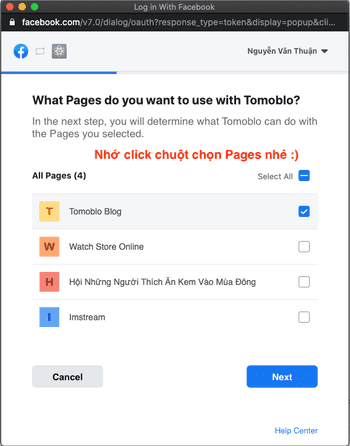 Log in With Facebook
facebook.com/v7.0/dialog/oauth?response_type=token&display=popup&cli...
Nguyễn Văn Thuận
What Pages do you want to use with Tomoblo?
In the next step, you will determine what Tomoblo can do with
the Pages you selected.
Nhớ click chuột chọn Pages nhé :)
All Pages (4)
Select All
T
Tomoblo Blog
W
Watch Store Online
H
Hội Những Người Thích Ăn Kem Vào Mùa Đông
I
Imstream
Cancel
Next
Help Center